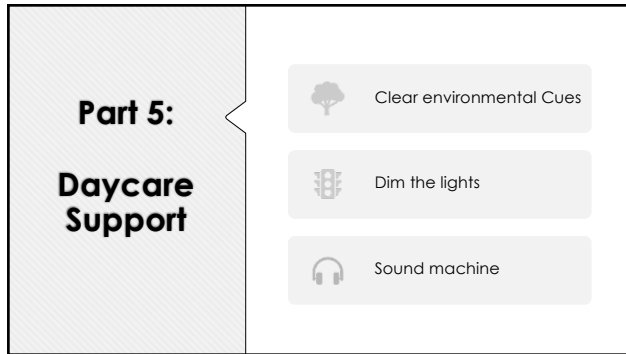 Part 5:
Daycare
Support
Clear environmental Cues
Dim the lights
Sound machine